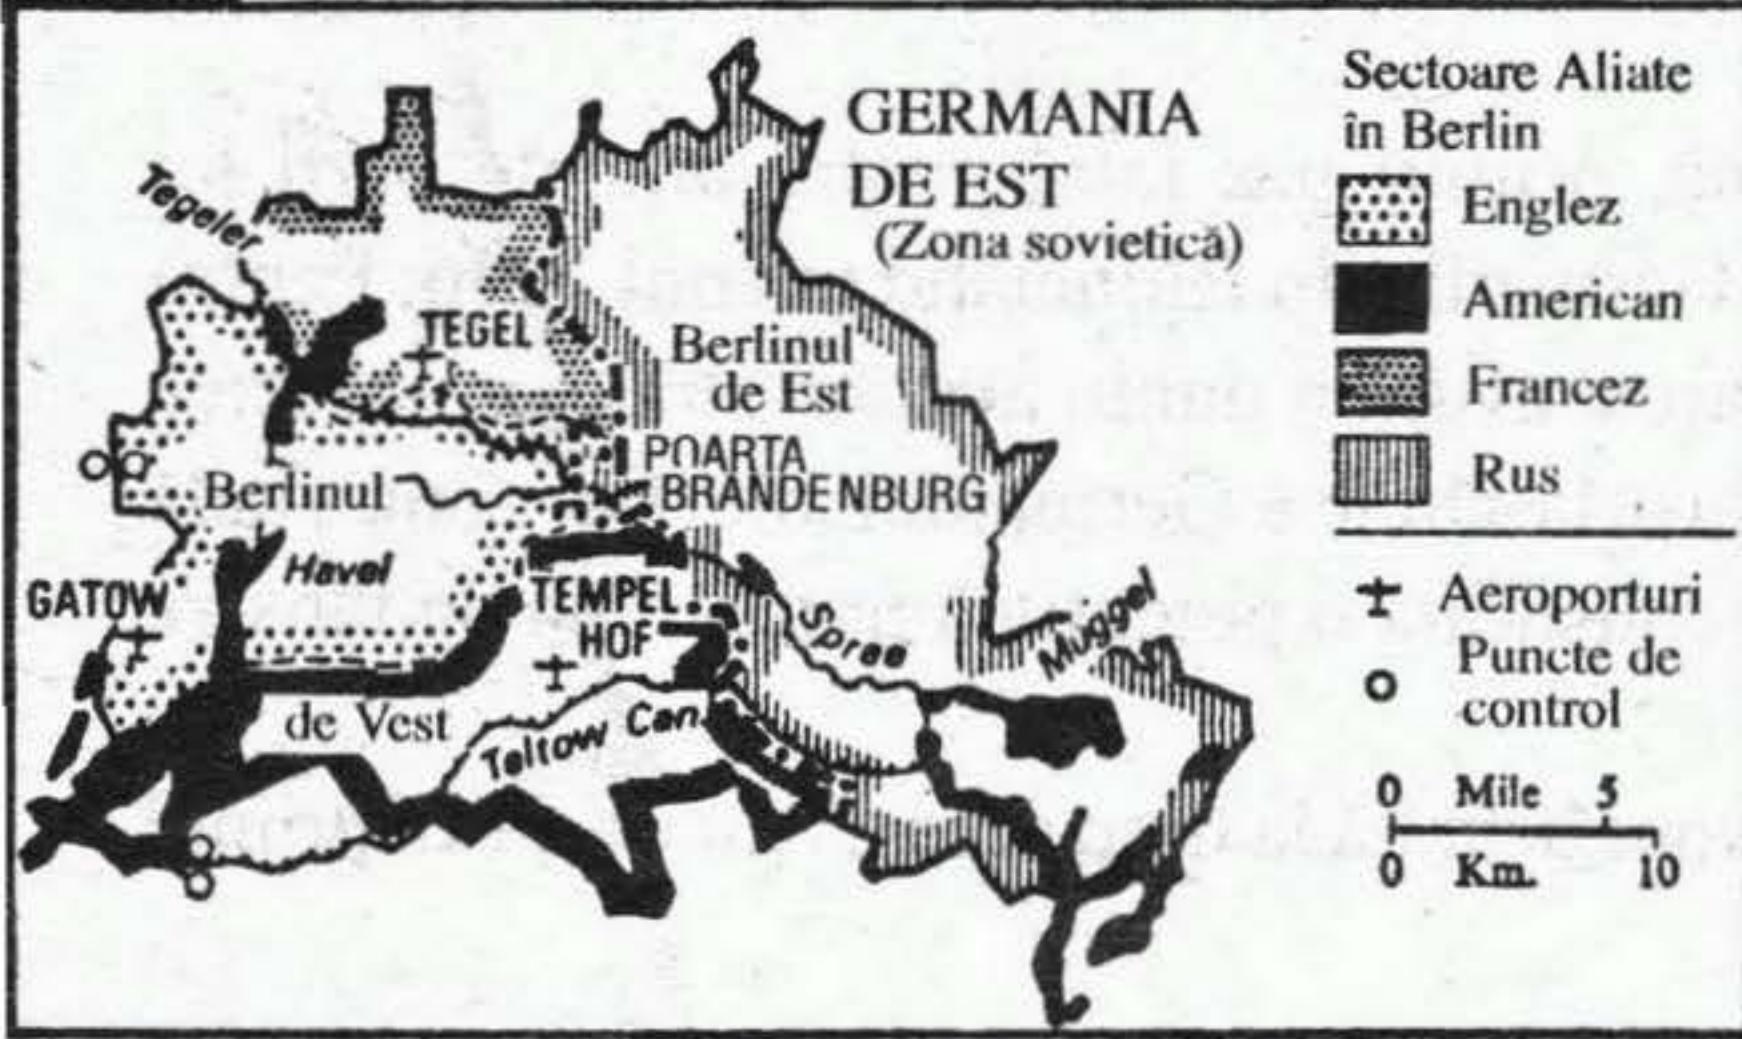 GERMANIA
DE EST
(Zona sovietică)
Tegeler
TEGEL
Berlinul
de Est
POARTA
BRANDENBURG
Berlinul
Havel
GATOW
TEMPEL
HOF
Spree
Muggel
de Vest
Teltow Can.
Sectoare Aliate
în Berlin
Englez
American
Francez
Rus
Aeroporturi
Puncte de
control
0 Mile 5
0 Km. 10